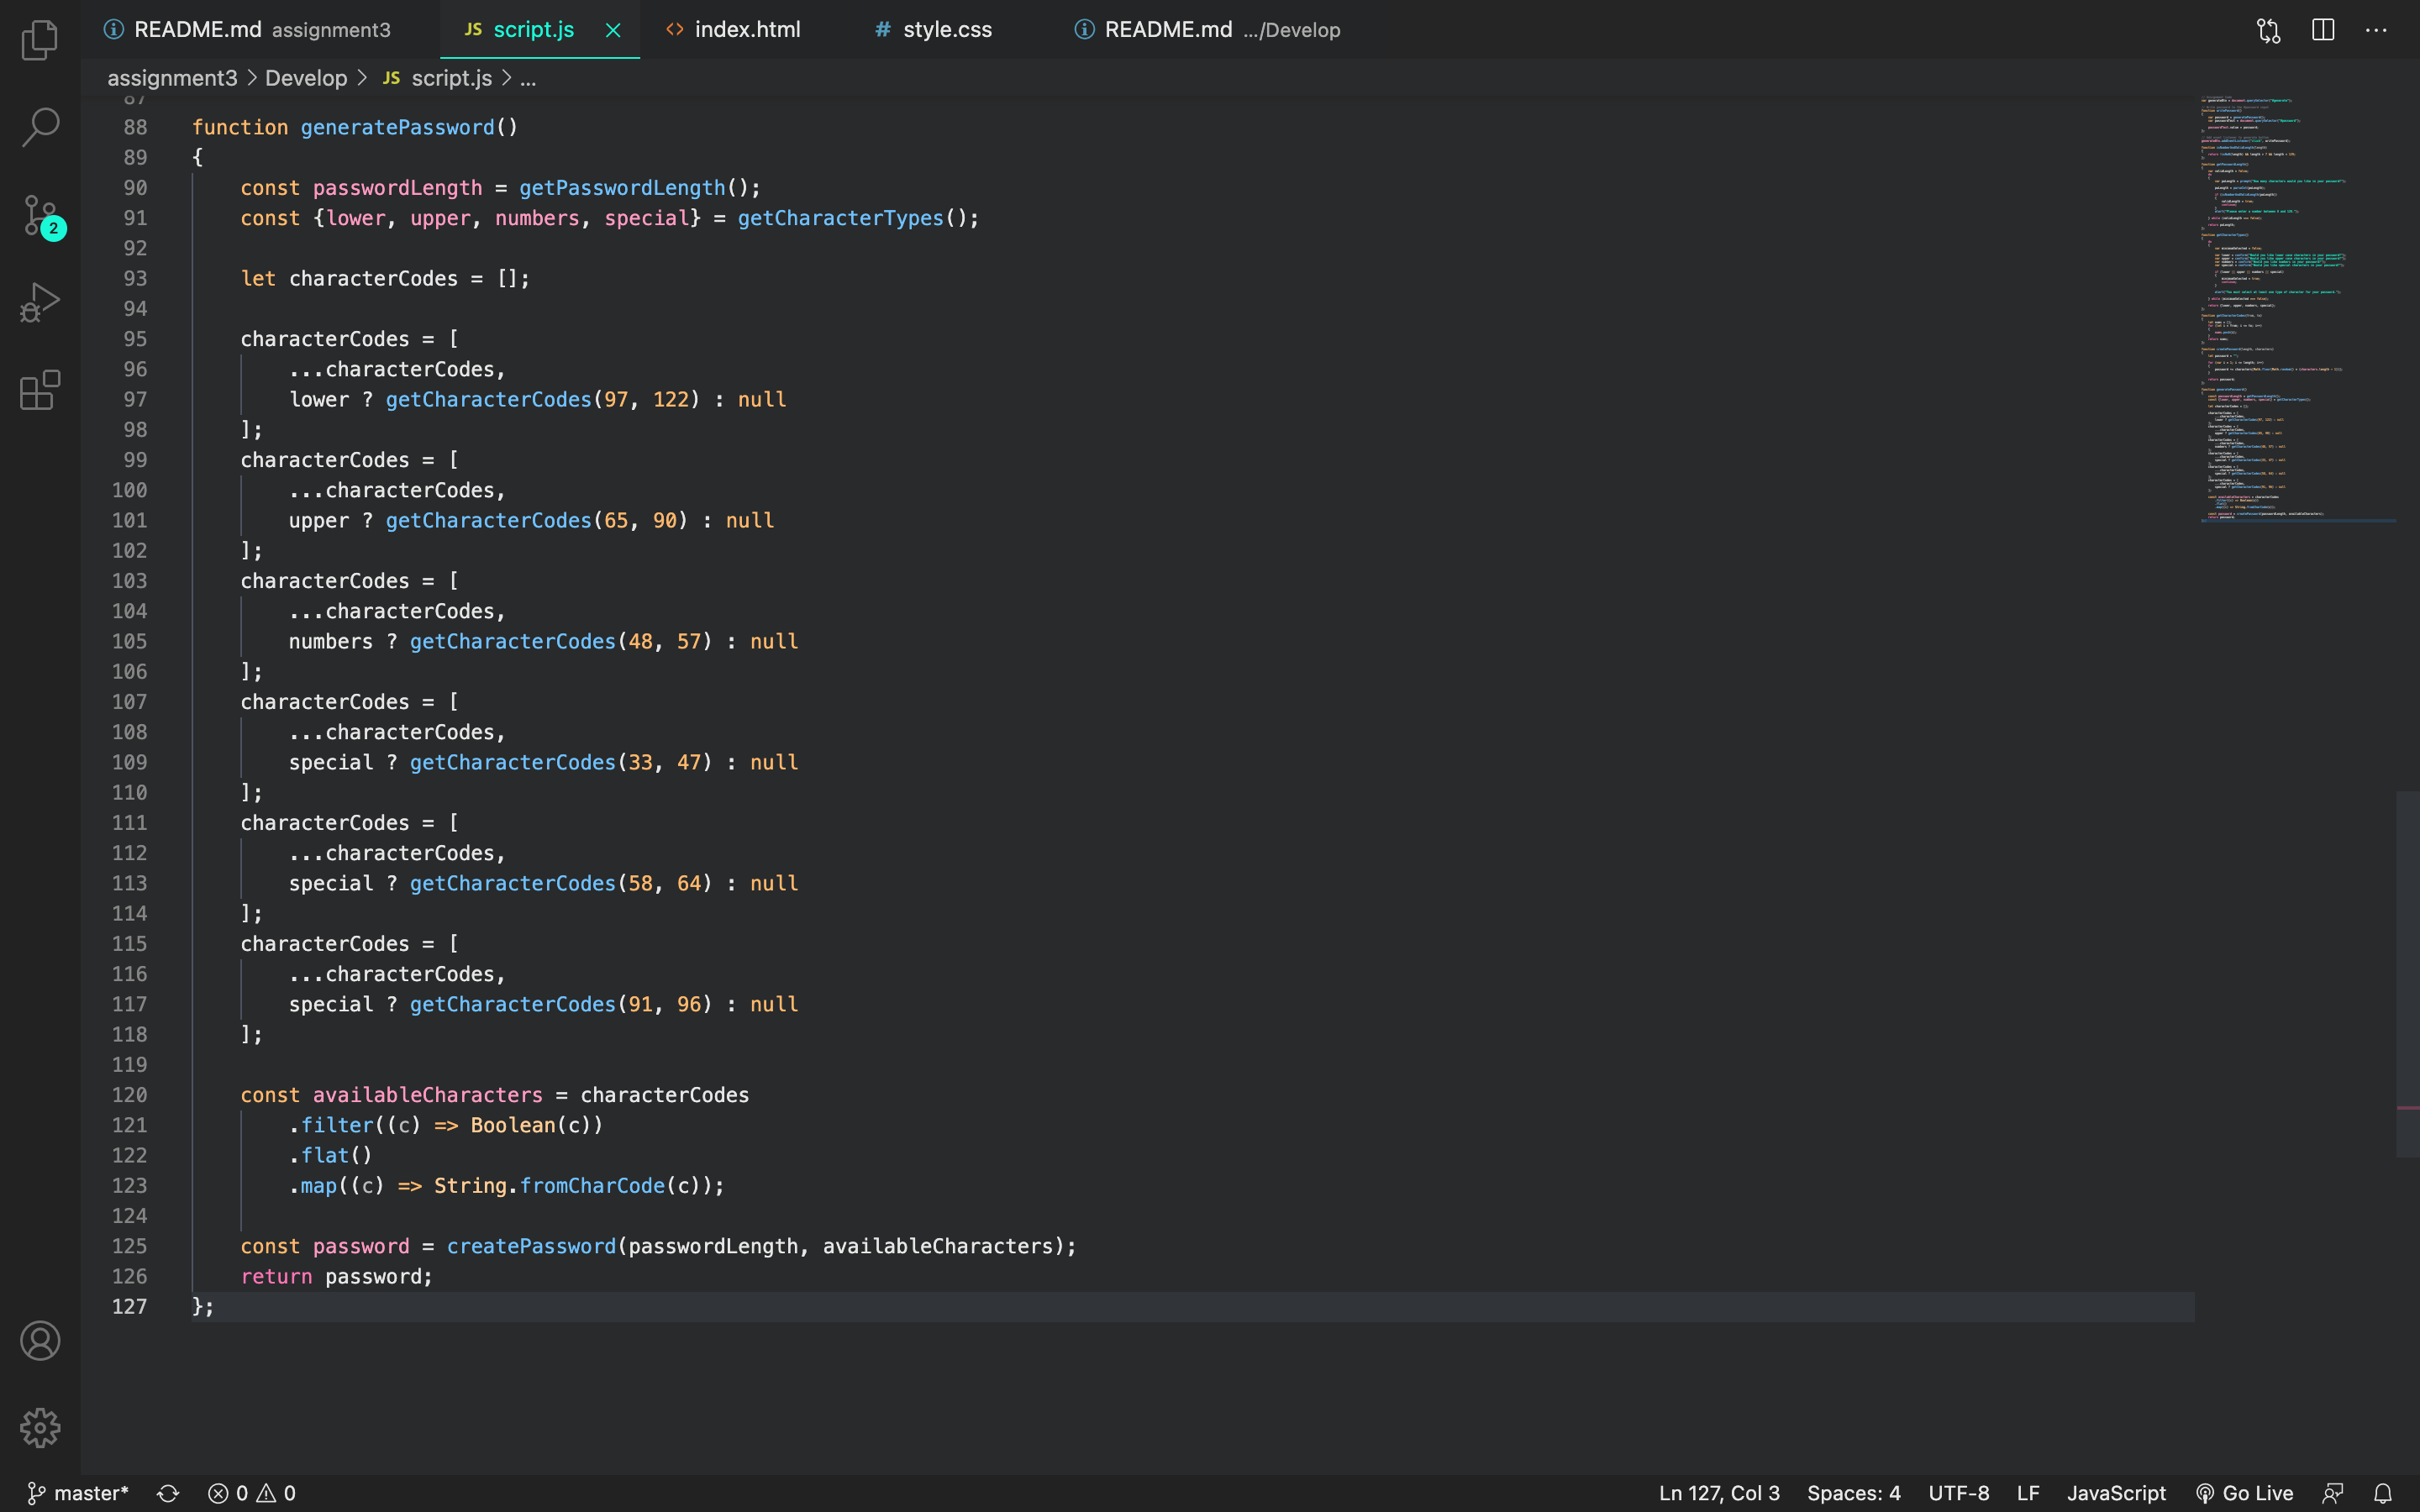 README.md assignment3 JS script.js index.html # style.css README.md .../Develop
assignment3 > Develop > JS script.js > ...
87
88 function generatePassword()
89 {
90 const passwordLength = getPasswordLength();
91 const {lower, upper, numbers, special} = getCharacterTypes();
92
93 let characterCodes = [];
94
95 characterCodes = [
96 ...characterCodes,
97 lower ? getCharacterCodes(97, 122) : null
98 ];
99 characterCodes = [
100 ...characterCodes,
101 upper ? getCharacterCodes(65, 90) : null
102 ];
103 characterCodes = [
104 ...characterCodes,
105 numbers ? getCharacterCodes(48, 57) : null
106 ];
107 characterCodes = [
108 ...characterCodes,
109 special ? getCharacterCodes(33, 47) : null
110 ];
111 characterCodes = [
112 ...characterCodes,
113 special ? getCharacterCodes(58, 64) : null
114 ];
115 characterCodes = [
116 ...characterCodes,
117 special ? getCharacterCodes(91, 96) : null
118 ];
119
120 const availableCharacters = characterCodes
121 .filter((c) => Boolean(c))
122 .flat()
123 .map((c) => String.fromCharCode(c));
124
125 const password = createPassword(passwordLength, availableCharacters);
126 return password;
127 };
2
master* 0 0 Ln 127, Col 3 Spaces: 4 UTF-8 LF JavaScript Go Live